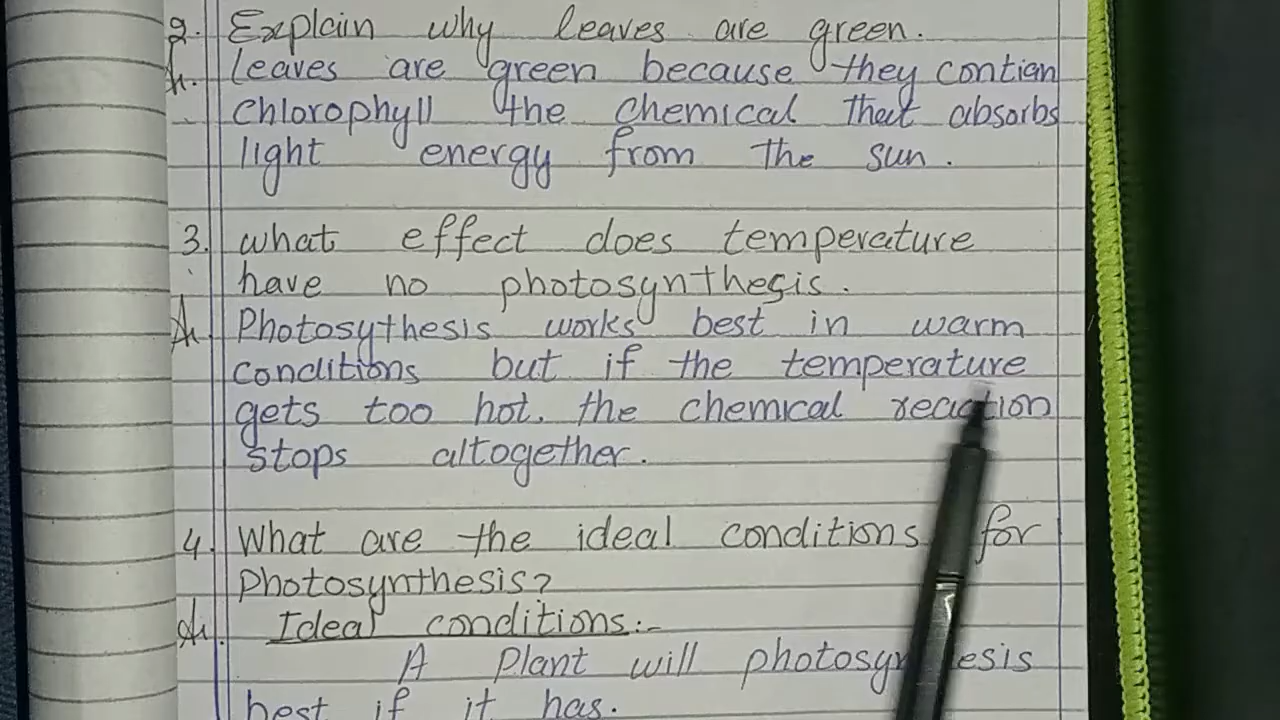 2. Explain why leaves are green.
A. leaves are green because they contian
chlorophyll the chemical that absorbs
light energy from the sun.
3. what effect does temperature
have no photosynthesis.
A. Photosythesis works best in warm
conditions but if the temperature
gets too hot. the chemical reaction
stops altogether.
4. What are the ideal conditions for
Photosynthesis?
A. Ideal conditions:-
A Plant will photosynthesis
best if it has.